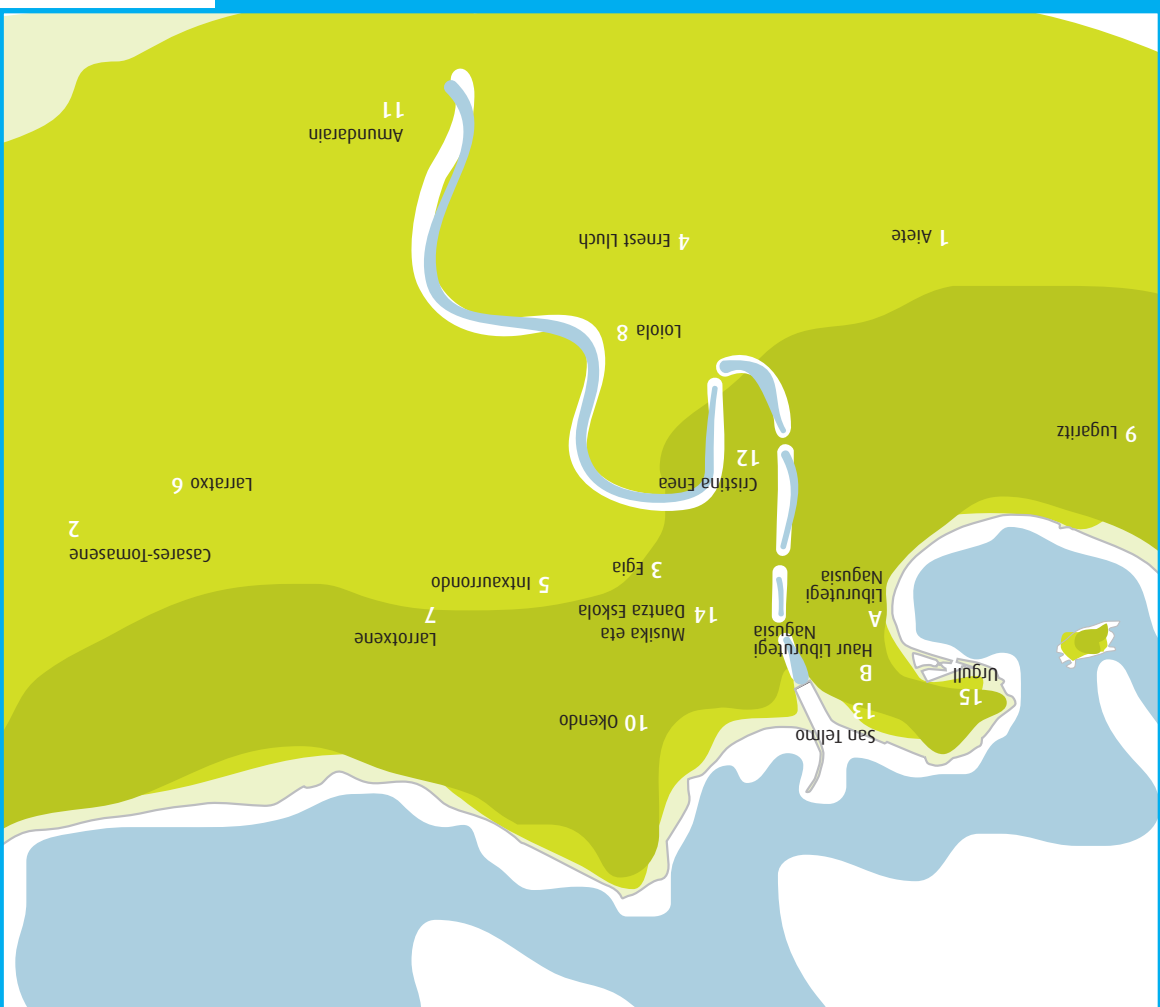 San Telmo
13
10 Okendo
15
Urgull
B
Haur Liburutegi
Nagusia
A
Liburutegi
Nagusia
Larrotxene
7
Musika eta
14 Dantza Eskola
5 Intxaurrondo
3 Egia
Casares-Tomasene
2
Larratxo 6
Cristina Enea
12
9 Lugaritz
Loiola 8
4 Ernest Lluch
1 Aiete
Amundarain
11